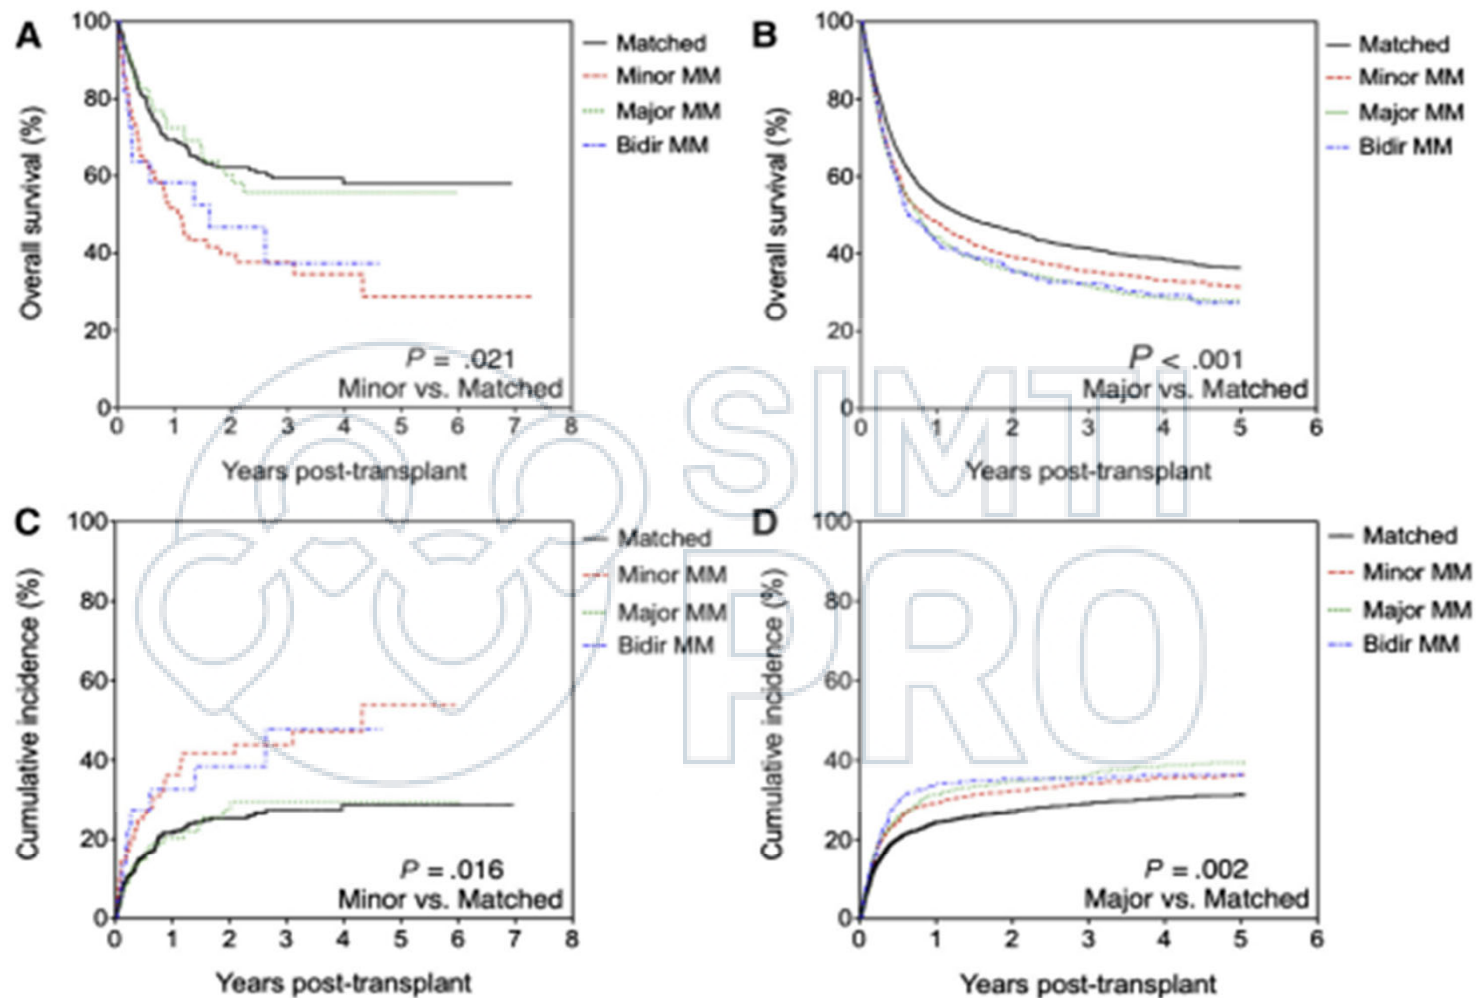 A
Overall survival (%)
100
80
60
40
20
0
0 1 2 3 4 5 6 7 8
Years post-transplant
Matched
Minor MM
Major MM
Bidir MM
P = .021
Minor vs. Matched
B
Overall survival (%)
100
80
60
40
20
0
0 1 2 3 4 5 6
Years post-transplant
Matched
Minor MM
Major MM
Bidir MM
P < .001
Major vs. Matched
C
Cumulative incidence (%)
100
80
60
40
20
0
0 1 2 3 4 5 6 7 8
Years post-transplant
Matched
Minor MM
Major MM
Bidir MM
P = .016
Minor vs. Matched
D
Cumulative incidence (%)
100
80
60
40
20
0
0 1 2 3 4 5 6
Years post-transplant
Matched
Minor MM
Major MM
Bidir MM
P = .002
Major vs. Matched
SIMTI
PRO